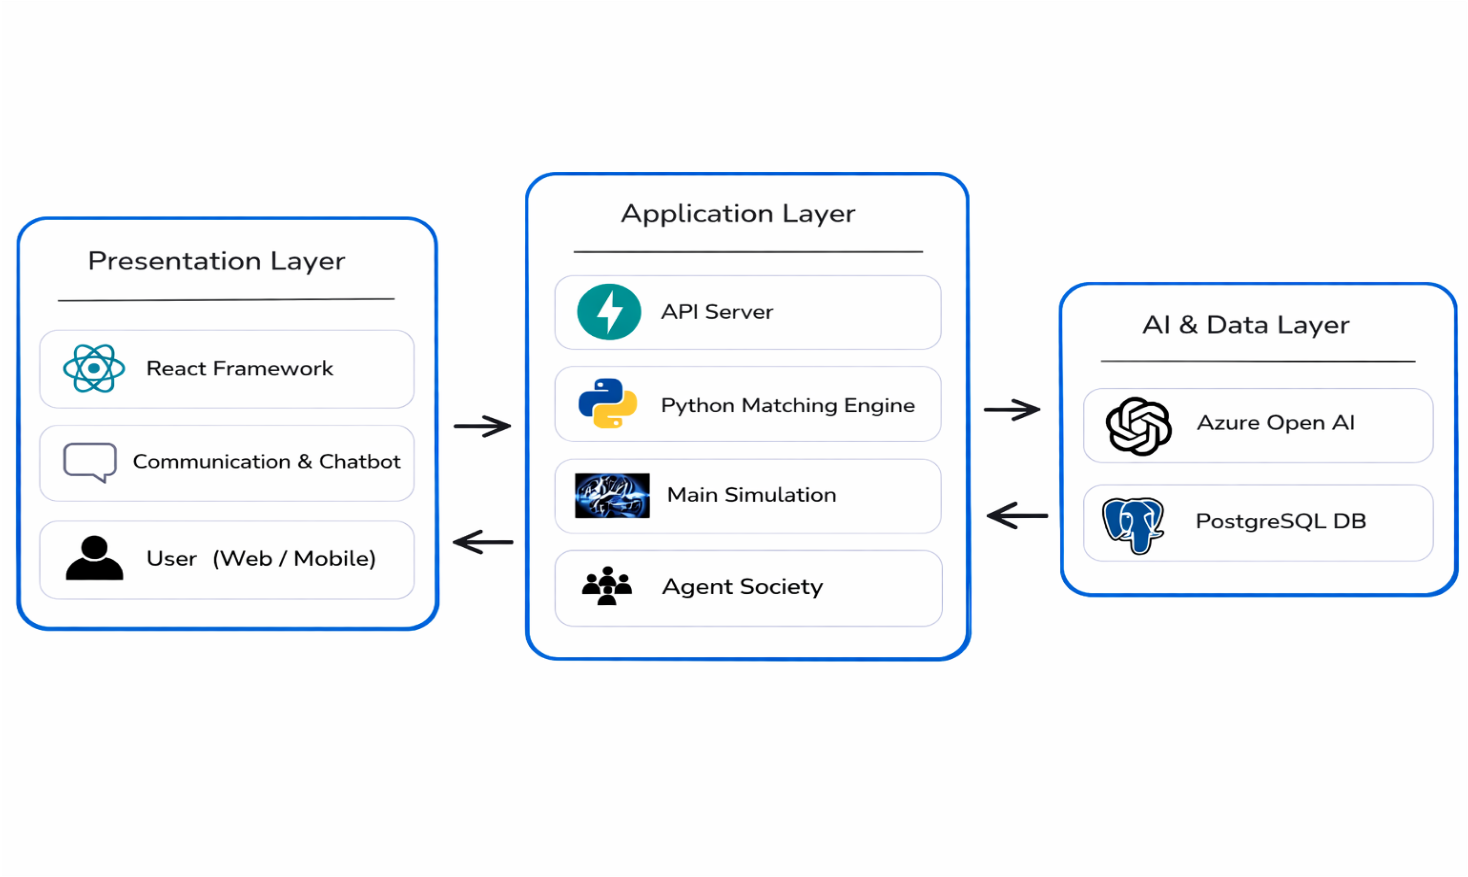 Presentation Layer
React Framework
Communication & Chatbot
User (Web / Mobile)
Application Layer
API Server
Python Matching Engine
Main Simulation
Agent Society
AI & Data Layer
Azure Open AI
PostgreSQL DB